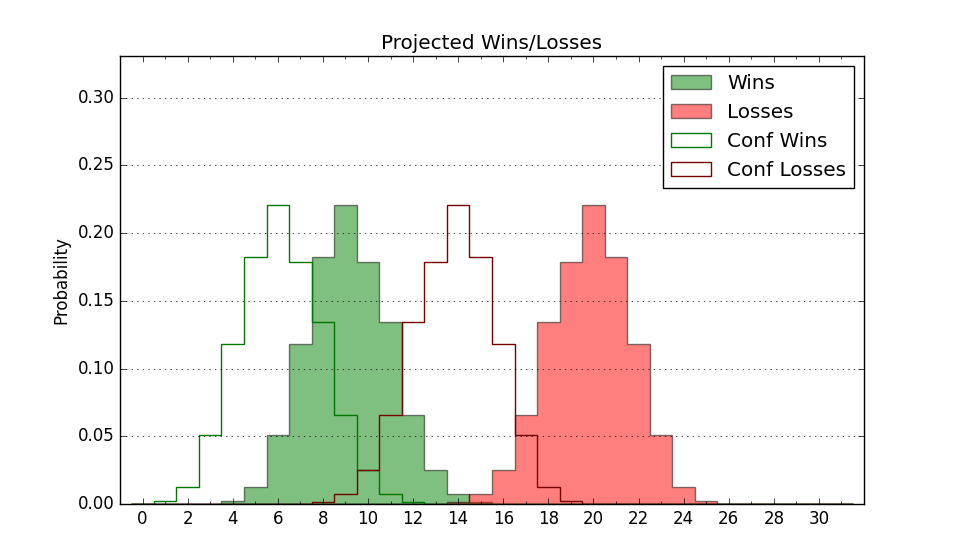 Projected Wins/Losses
Wins
Losses
Conf Wins
Conf Losses
Probability
0.30
0.25
0.20
0.15
0.10
0.05
0.00
0 2 4 6 8 10 12 14 16 18 20 22 24 26 28 30